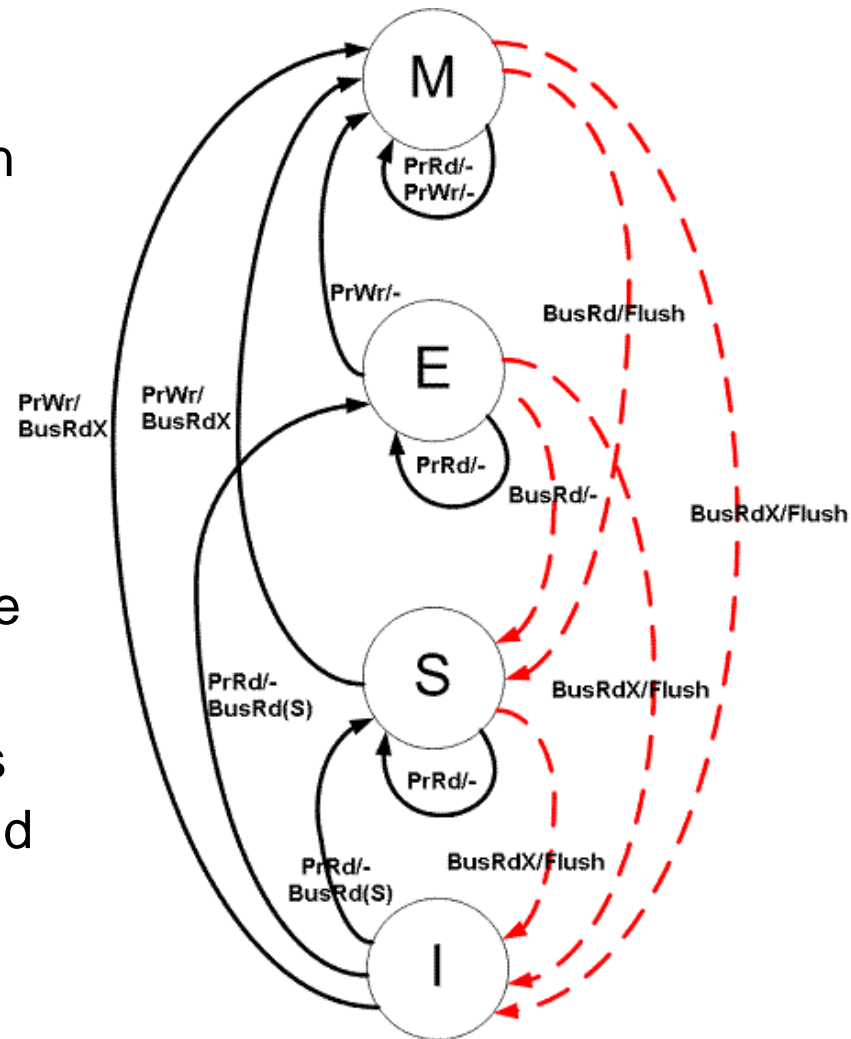 M
n
PrRd/-
PrWr/-
PrWr/-
BusRd/Flush
E
PrWr/
BusRdX
PrWr/
BusRdX
PrRd/-
BusRd/-
BusRdX/Flush
e
S
PrRd/-
BusRd(S)
BusRdX/Flush
s
PrRd/-
d
PrRd/-
BusRd(S)
BusRdX/Flush
I